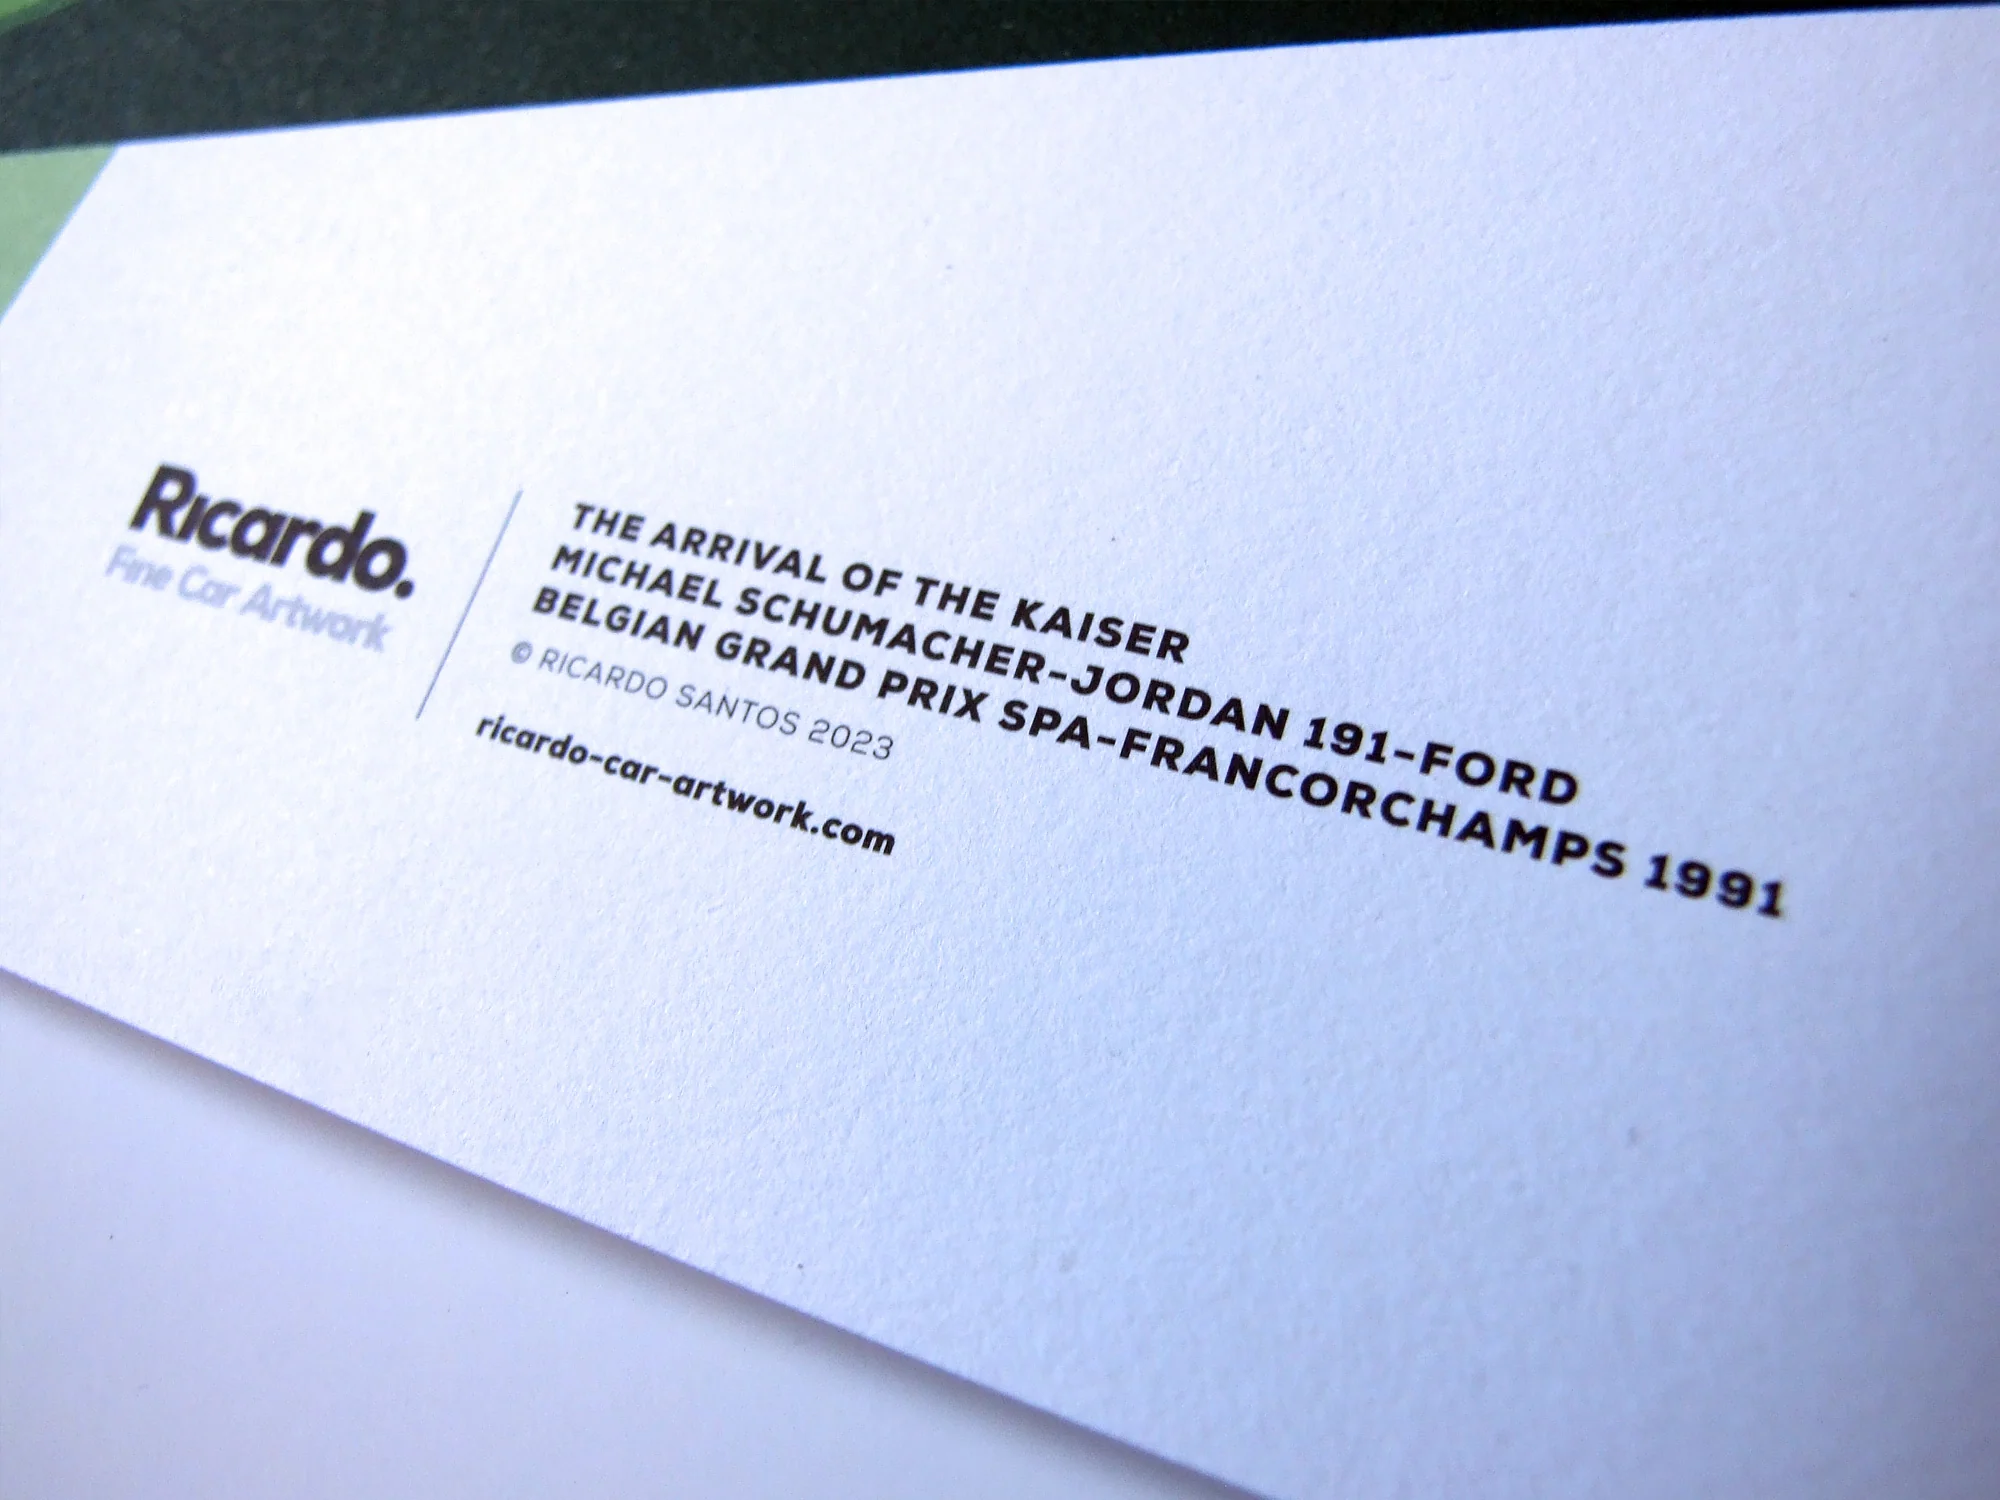 Ricardo.
Fine Car Artwork
THE ARRIVAL OF THE KAISER
MICHAEL SCHUMACHER-JORDAN 191-FORD
BELGIAN GRAND PRIX SPA-FRANCORCHAMPS 1991
© RICARDO SANTOS 2023
ricardo-car-artwork.com